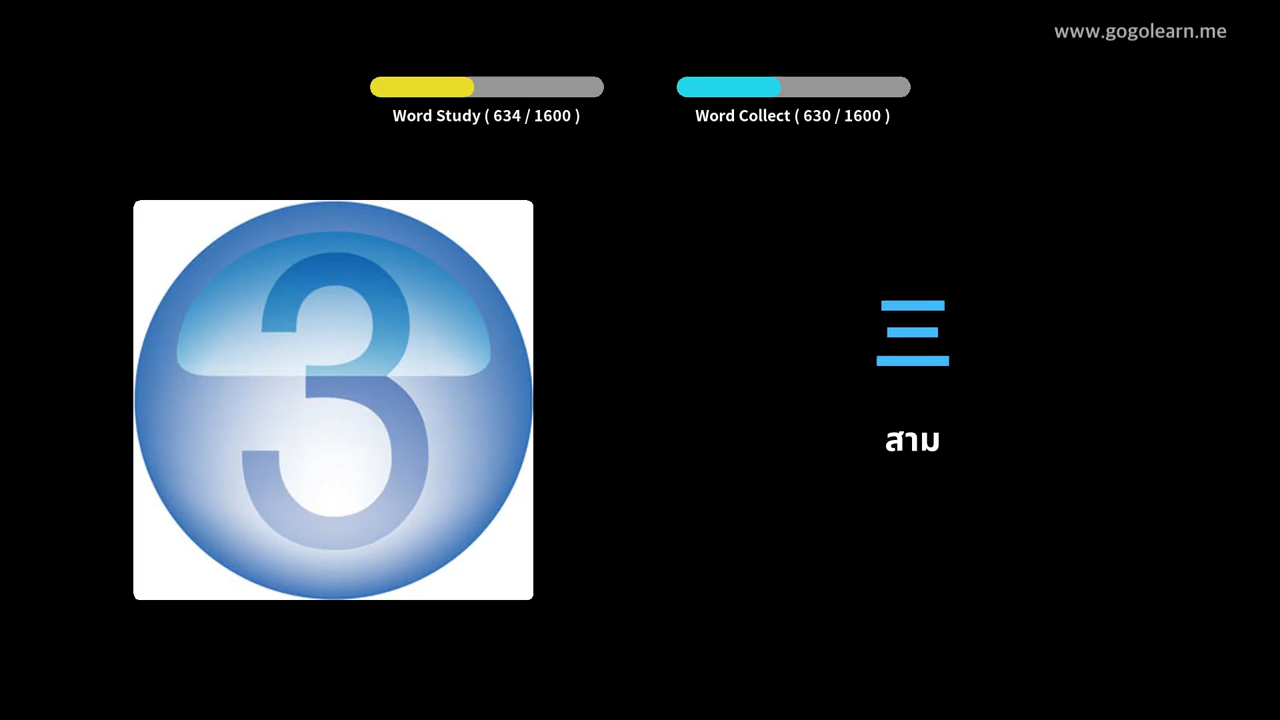 www.gogolearn.me
Word Study ( 634 / 1600 )
Word Collect ( 630 / 1600 )
3
三
สาม